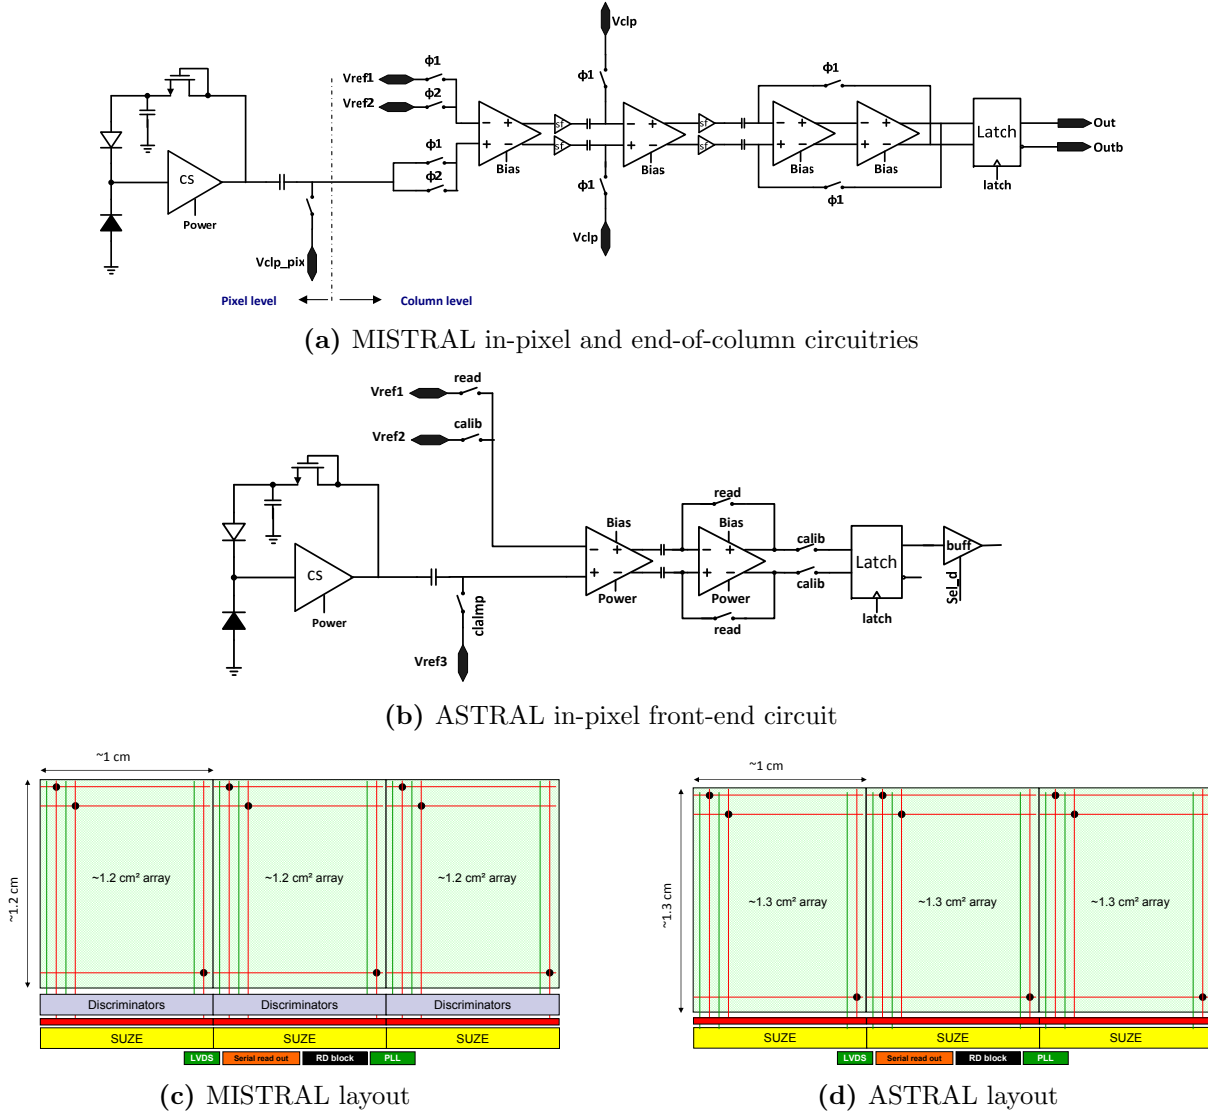 Vclp
ϕ1
Vref1
Vref2
ϕ2
ϕ1
ϕ1
sf
sf
sf
sf
Latch
Out
Outb
ϕ1
ϕ2
Bias
Bias
Bias
latch
CS
Power
ϕ1
ϕ1
Vclp_pix
Vclp
Pixel level
Column level
(a) MISTRAL in-pixel and end-of-column circuitries
read
Vref1
calib
Vref2
read
Bias
Bias
calib
buff
CS
Latch
Power
Power
Power
calib
Sel_d
clalmp
latch
read
Vref3
(b) ASTRAL in-pixel front-end circuit
~1 cm
~1.2 cm
~1.2 cm² array
~1.2 cm² array
~1.2 cm² array
Discriminators
Discriminators
Discriminators
SUZE
SUZE
SUZE
LVDS
Serial read out
RD block
PLL
(c) MISTRAL layout
~1 cm
~1.3 cm
~1.3 cm² array
~1.3 cm² array
~1.3 cm² array
SUZE
SUZE
SUZE
LVDS
Serial read out
RD block
PLL
(d) ASTRAL layout